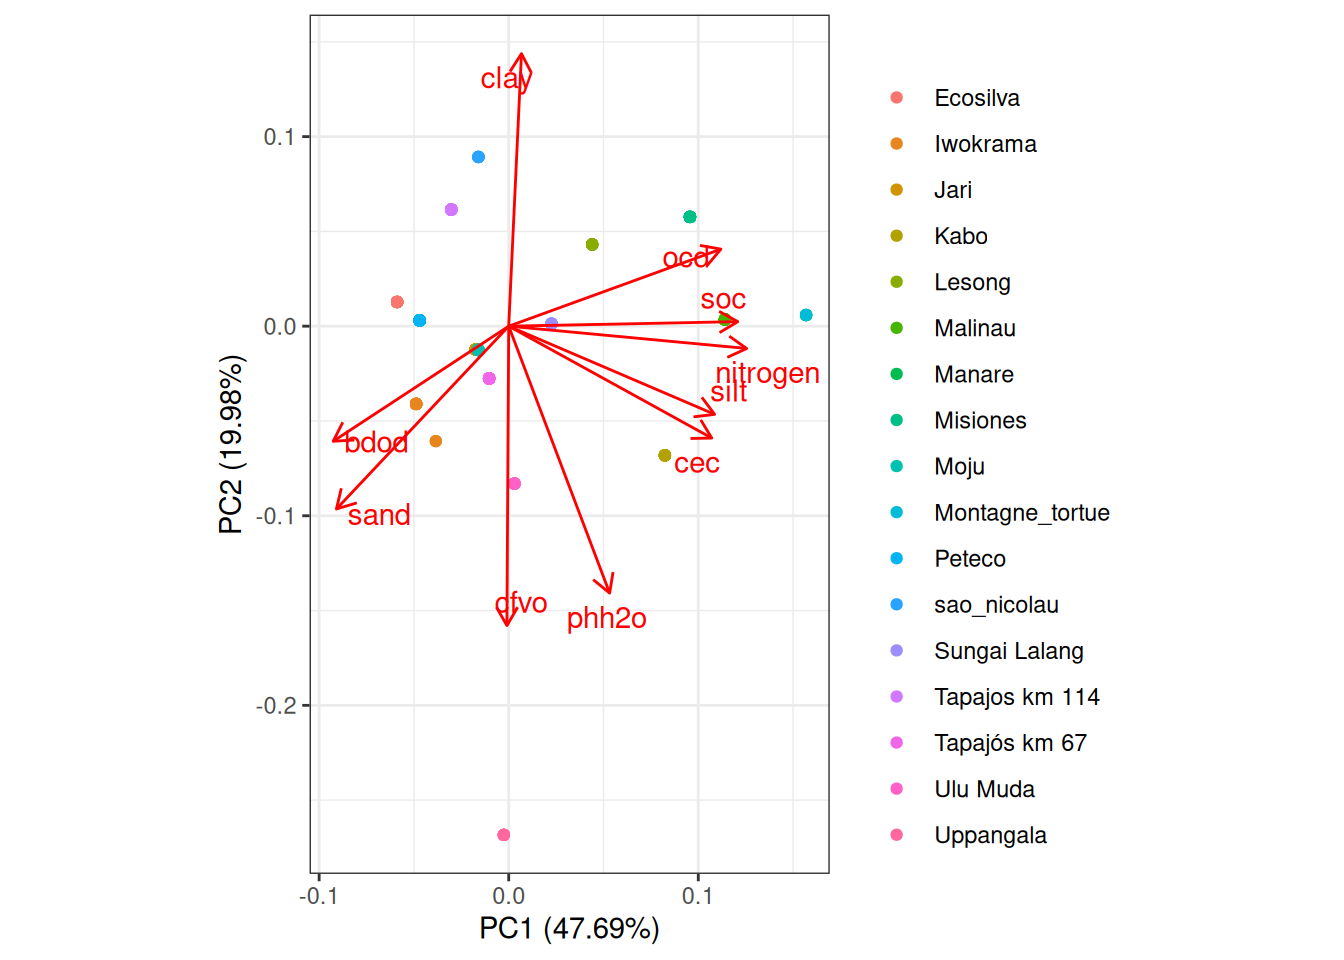 clay
0.1
ocd
soc
0.0
nitrogen
silt
bdod
cec
sand
-0.1
cfvo
phh2o
-0.2
-0.1
0.0
0.1
PC1 (47.69%)
PC2 (19.98%)
Ecosilva
Iwokrama
Jari
Kabo
Lesong
Malinau
Manare
Misiones
Moju
Montagne_tortue
Peteco
sao_nicolau
Sungai Lalang
Tapajos km 114
Tapajós km 67
Ulu Muda
Uppangala